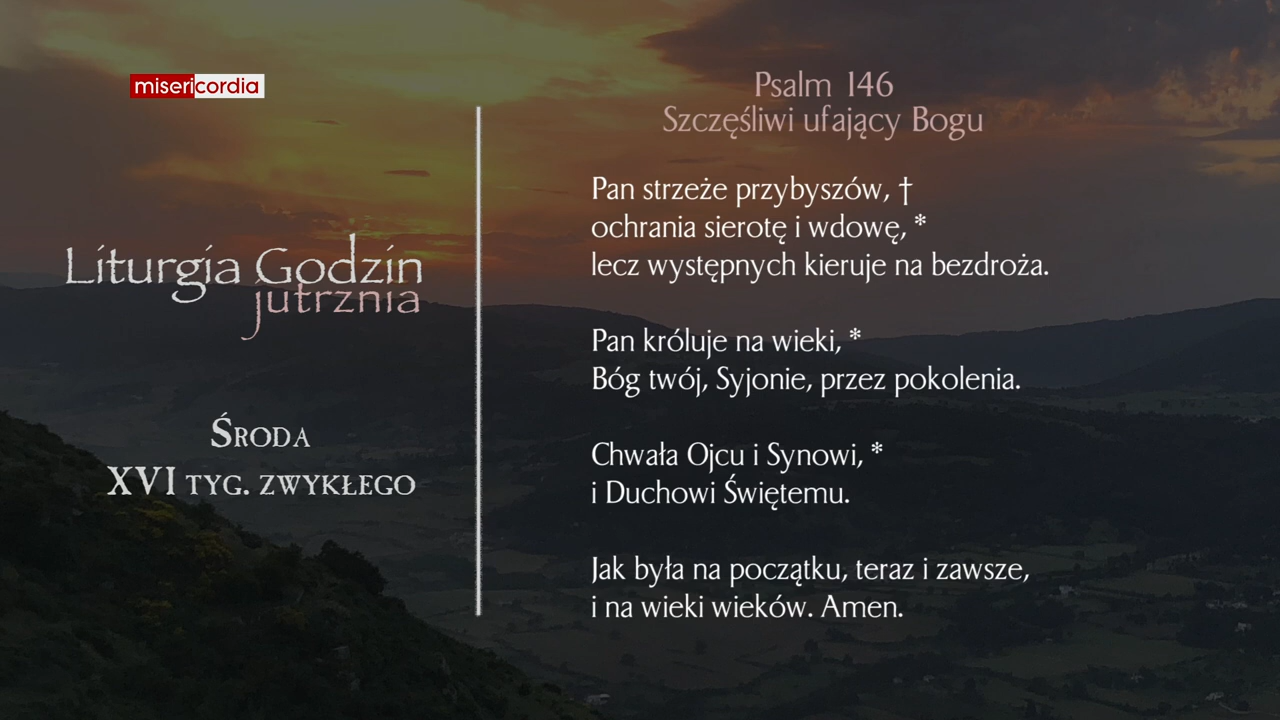 misericordia
Liturgia Godzin
jutrznia
Środa
XVI tyg. zwykłego
Psalm 146
Szczęśliwi ufający Bogu
Pan strzeże przybyszów, †
ochrania sierotę i wdowę, *
lecz występnych kieruje na bezdroża.
Pan króluje na wieki, *
Bóg twój, Syjonie, przez pokolenia.
Chwała Ojcu i Synowi, *
i Duchowi Świętemu.
Jak była na początku, teraz i zawsze,
i na wieki wieków. Amen.